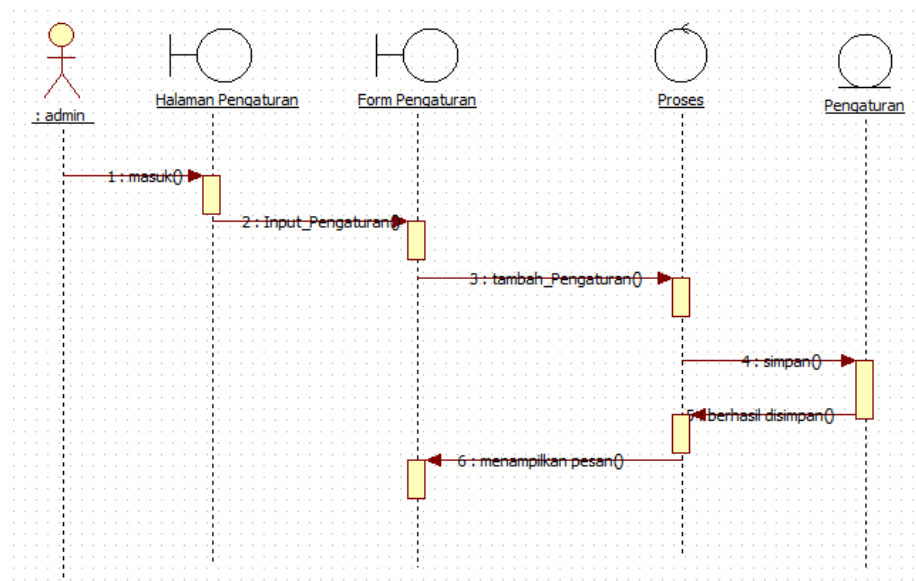 : admin
Halaman Pengaturan
Form Pengaturan
Proses
Pengaturan
1 : masuk()
2 : Input_Pengaturan()
3 : tambah_Pengaturan()
4 : simpan()
5 : berhasil disimpan()
6 : menampilkan pesan()